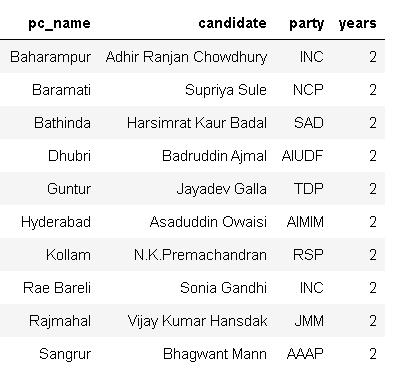 pc_name candidate party years
Baharampur Adhir Ranjan Chowdhury INC 2
Baramati Supriya Sule NCP 2
Bathinda Harsimrat Kaur Badal SAD 2
Dhubri Badruddin Ajmal AIUDF 2
Guntur Jayadev Galla TDP 2
Hyderabad Asaduddin Owaisi AIMIM 2
Kollam N.K.Premachandran RSP 2
Rae Bareli Sonia Gandhi INC 2
Rajmahal Vijay Kumar Hansdak JMM 2
Sangrur Bhagwant Mann AAAP 2